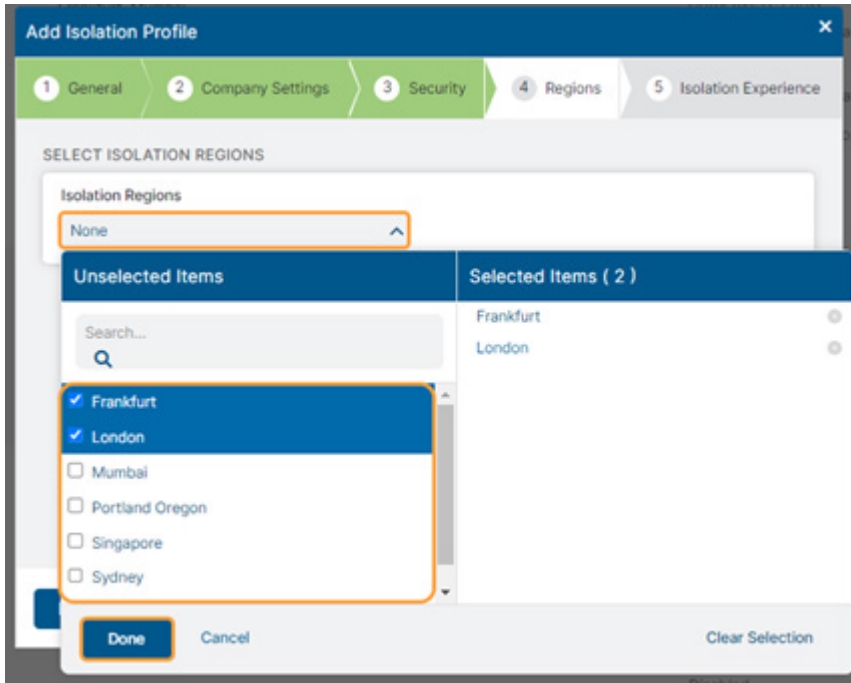 Add Isolation Profile
1 General 2 Company Settings 3 Security 4 Regions 5 Isolation Experience
SELECT ISOLATION REGIONS
Isolation Regions
None
Unselected Items
Selected Items ( 2 )
Search...
Frankfurt
London
Frankfurt
London
Mumbai
Portland Oregon
Singapore
Sydney
Done Cancel Clear Selection